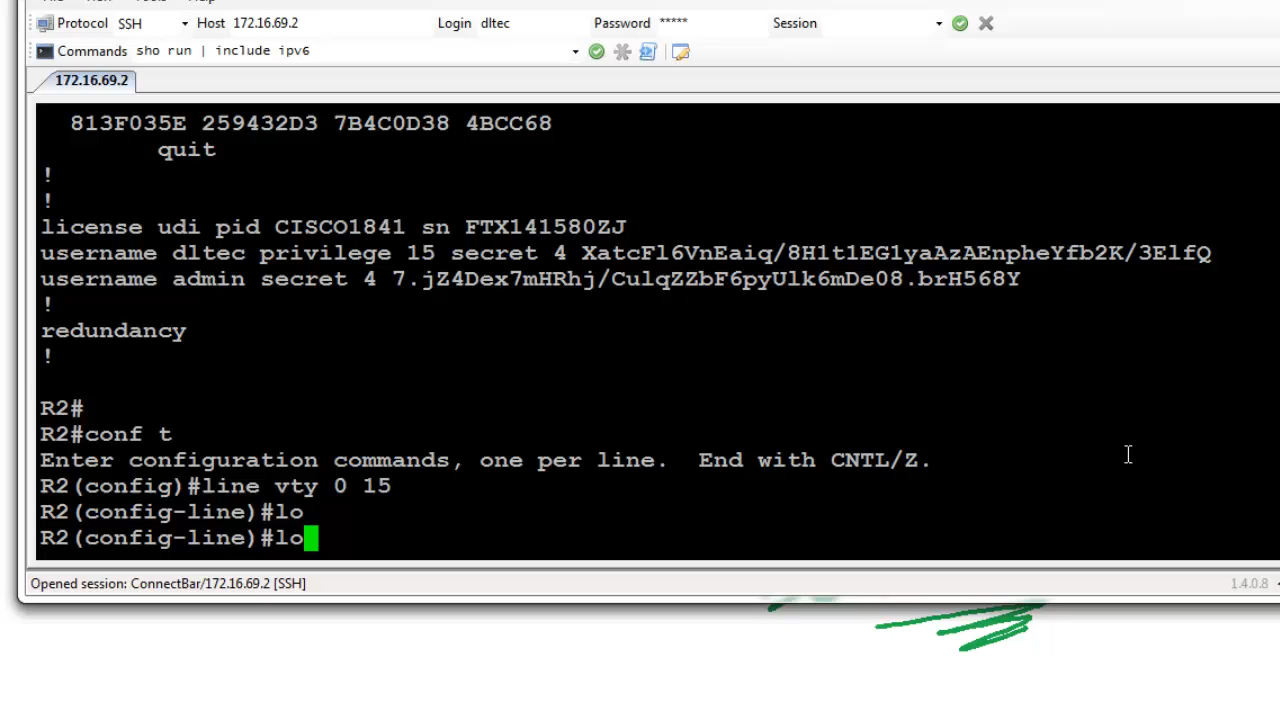 Protocol SSH Host 172.16.69.2 Login dltec Password ***** Session
Commands sho run | include ipv6
172.16.69.2
813F035E 259432D3 7B4C0D38 4BCC68
quit
!
!
license udi pid CISCO1841 sn FTX141580ZJ
username dltec privilege 15 secret 4 XatcFl6VnEaiq/8H1t1EG1yaAzAEnpheYfb2K/3ElfQ
username admin secret 4 7.jZ4Dex7mHRhj/CulqZZbF6pyUlk6mDe08.brH568Y
!
redundancy
!
R2#
R2#conf t
Enter configuration commands, one per line.  End with CNTL/Z.
R2(config)#line vty 0 15
R2(config-line)#lo
R2(config-line)#lo
Opened session: ConnectBar/172.16.69.2 [SSH] 1.4.0.8